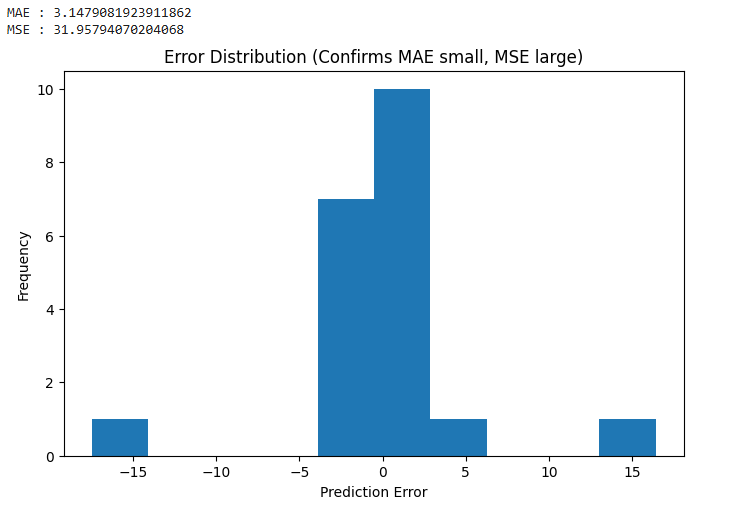 MAE : 3.1479081923911862
MSE : 31.95794070204068
Error Distribution (Confirms MAE small, MSE large)
10
8
6
4
2
0
Frequency
−15
−10
−5
0
5
10
15
Prediction Error